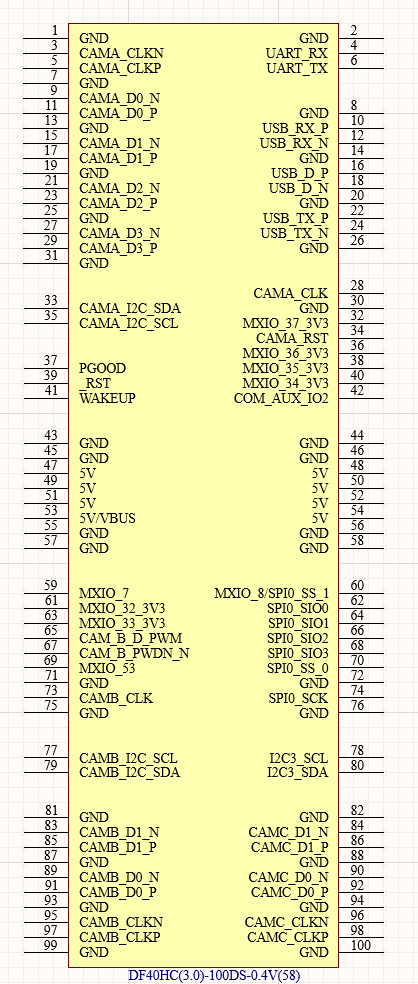 1 GND GND 2
3 CAMA_CLKN UART_RX 4
5 CAMA_CLKP UART_TX 6
7 GND
9 CAMA_D0_N
11 CAMA_D0_P GND 8
13 GND USB_RX_P 10
15 CAMA_D1_N USB_RX_N 12
17 CAMA_D1_P GND 14
19 GND USB_D_P 16
21 CAMA_D2_N USB_D_N 18
23 CAMA_D2_P GND 20
25 GND USB_TX_P 22
27 CAMA_D3_N USB_TX_N 24
29 CAMA_D3_P GND 26
31 GND
CAMA_CLK 28
33 CAMA_I2C_SDA GND 30
35 CAMA_I2C_SCL MXIO_37_3V3 32
CAMA_RST 34
MXIO_36_3V3 36
37 PGOOD MXIO_35_3V3 38
39 _RST MXIO_34_3V3 40
41 WAKEUP COM_AUX_IO2 42
43 GND GND 44
45 GND GND 46
47 5V 5V 48
49 5V 5V 50
51 5V 5V 52
53 5V/VBUS 5V 54
55 GND GND 56
57 GND GND 58
59 MXIO_7 MXIO_8/SPI0_SS_1 60
61 MXIO_32_3V3 SPI0_SIO0 62
63 MXIO_33_3V3 SPI0_SIO1 64
65 CAM_B_D_PWM SPI0_SIO2 66
67 CAM_B_PWDN_N SPI0_SIO3 68
69 MXIO_53 SPI0_SS_0 70
71 GND GND 72
73 CAMB_CLK SPI0_SCK 74
75 GND GND 76
77 CAMB_I2C_SCL I2C3_SCL 78
79 CAMB_I2C_SDA I2C3_SDA 80
81 GND GND 82
83 CAMB_D1_N CAMC_D1_N 84
85 CAMB_D1_P CAMC_D1_P 86
87 GND GND 88
89 CAMB_D0_N CAMC_D0_N 90
91 CAMB_D0_P CAMC_D0_P 92
93 GND GND 94
95 CAMB_CLKN CAMC_CLKN 96
97 CAMB_CLKP CAMC_CLKP 98
99 GND GND 100
DF40HC(3.0)-100DS-0.4V(58)